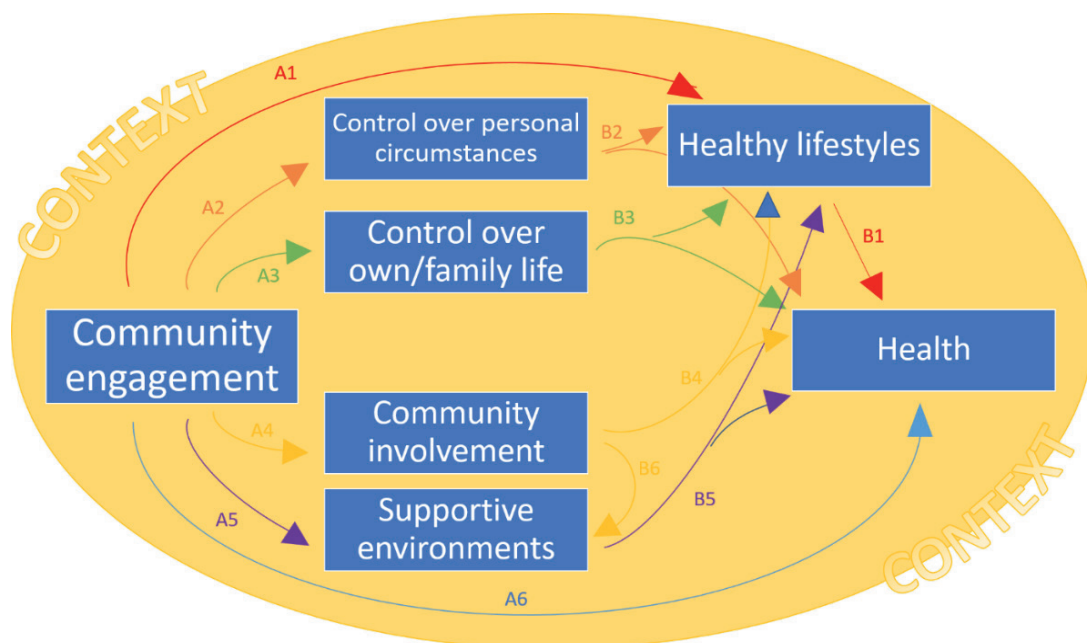 CONTEXT
A1
Control over personal
circumstances
B2
Healthy lifestyles
A2
Control over
own/family life
B3
B1
A3
Community
engagement
Health
B4
A4
Community
involvement
B6
A5
Supportive
environments
B5
A6
CONTEXT